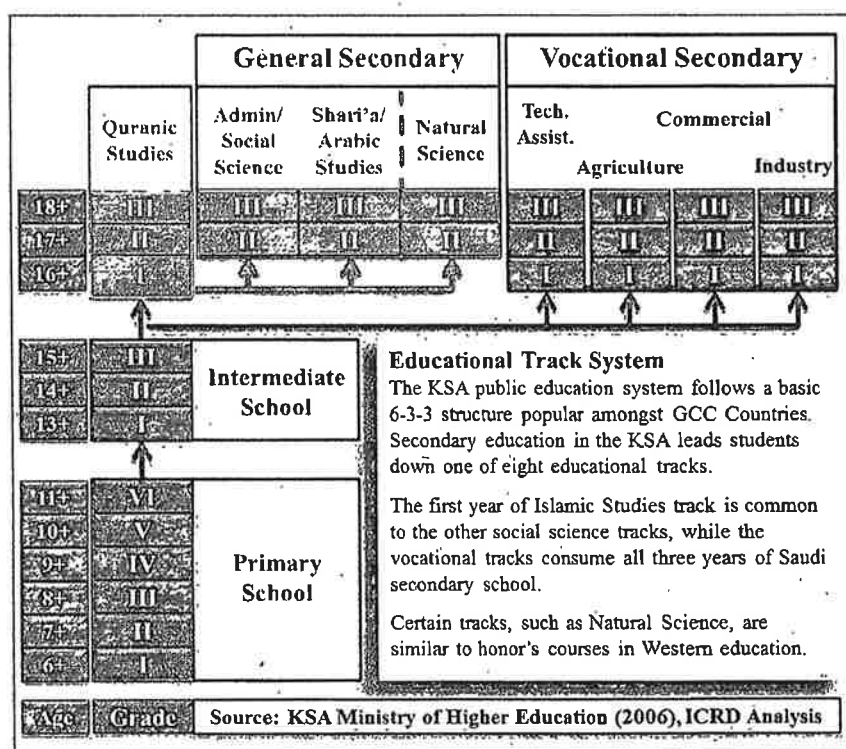 General Secondary
Vocational Secondary
Quranic
Studies
Admin/
Social
Science
Shari'a/
Arabic
Studies
Natural
Science
Tech.
Assist.
Commercial
Agriculture
Industry
18+ III III III III III III III III
17+ II II II II II II II II
16+ I I I I I
15+ III
14+ II
13+ I
Intermediate
School
11+ VI
10+ V
9+ IV
8+ III
7+ II
6+ I
Primary
School
Educational Track System
The KSA public education system follows a basic
6-3-3 structure popular amongst GCC Countries.
Secondary education in the KSA leads students
down one of eight educational tracks.
The first year of Islamic Studies track is common
to the other social science tracks, while the
vocational tracks consume all three years of Saudi
secondary school.
Certain tracks, such as Natural Science, are
similar to honor's courses in Western education.
Age Grade Source: KSA Ministry of Higher Education (2006), ICRD Analysis